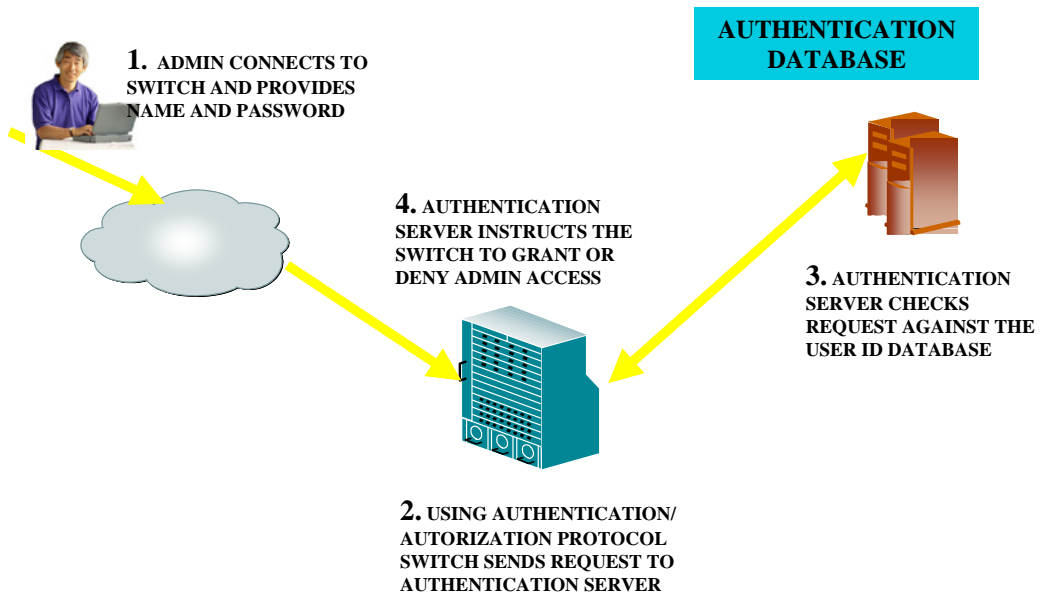 AUTHENTICATION
DATABASE
1. ADMIN CONNECTS TO
SWITCH AND PROVIDES
NAME AND PASSWORD
4. AUTHENTICATION
SERVER INSTRUCTS THE
SWITCH TO GRANT OR
DENY ADMIN ACCESS
3. AUTHENTICATION
SERVER CHECKS
REQUEST AGAINST THE
USER ID DATABASE
2. USING AUTHENTICATION/
AUTORIZATION PROTOCOL
SWITCH SENDS REQUEST TO
AUTHENTICATION SERVER